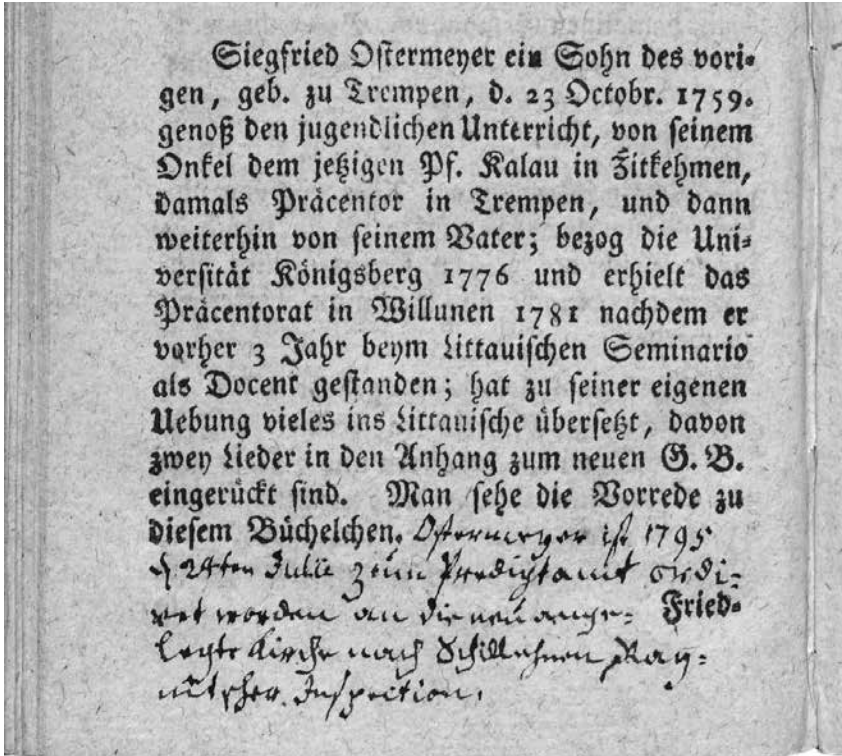 Siegfried Ostermeyer ein Sohn des vori-
gen, geb. zu Trempen, d. 23 Octobr. 1759.
genoß den jugendlichen Unterricht, von seinem
Onkel dem jetzigen Pf. Kalau in Zitkehmen,
damals Präcentor in Trempen, und dann
weiterhin von seinem Vater; bezog die Uni-
versität Königsberg 1776 und erhielt das
Präcentorat in Willunen 1781 nachdem er
vorher 3 Jahr beym Littauischen Seminario
als Docent gestanden; hat zu seiner eigenen
Uebung vieles ins Littauische übersetzt, davon
zwey Lieder in den Anhang zum neuen G. B.
eingerückt sind. Man sehe die Vorrede zu
diesem Büchelchen. Ostermeyer ist 1795
d. 24ten Julii zum Predigtamt ordi-
niret worden an die neu ange-
Fried-
legte Kirche nach Schillehnen Rag-
nitscher Inspection.